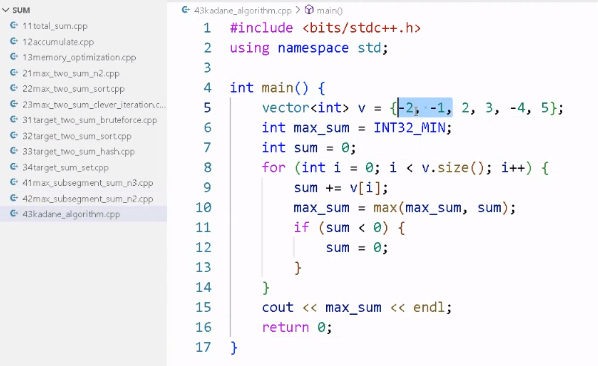 SUM
11total_sum.cpp
12accumulate.cpp
13memory_optimization.cpp
21max_two_sum_n2.cpp
22max_two_sum_sort.cpp
23max_two_sum_clever_iteration.c...
31target_two_sum_bruteforce.cpp
32target_two_sum_sort.cpp
33target_two_sum_hash.cpp
34target_sum_set.cpp
41max_subsegment_sum_n3.cpp
42max_subsegment_sum_n2.cpp
43kadane_algorithm.cpp
43kadane_algorithm.cpp > main()
1 #include <bits/stdc++.h>
2 using namespace std;
3
4 int main() {
5 vector<int> v = {-2, -1, 2, 3, -4, 5};
6 int max_sum = INT32_MIN;
7 int sum = 0;
8 for (int i = 0; i < v.size(); i++) {
9 sum += v[i];
10 max_sum = max(max_sum, sum);
11 if (sum < 0) {
12 sum = 0;
13 }
14 }
15 cout << max_sum << endl;
16 return 0;
17 }